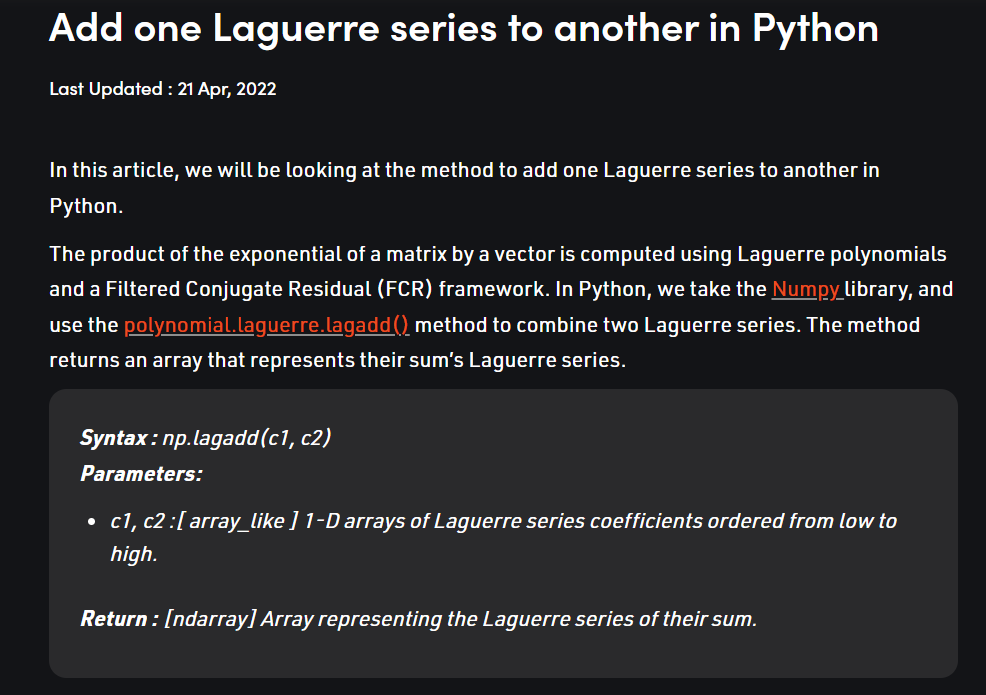 Add one Laguerre series to another in Python
Last Updated : 21 Apr, 2022
In this article, we will be looking at the method to add one Laguerre series to another in
Python.
The product of the exponential of a matrix by a vector is computed using Laguerre polynomials
and a Filtered Conjugate Residual (FCR) framework. In Python, we take the Numpy library, and
use the polynomial.laguerre.lagadd() method to combine two Laguerre series. The method
returns an array that represents their sum’s Laguerre series.
Syntax : np.lagadd(c1, c2)
Parameters:
• c1, c2 :[ array_like ] 1-D arrays of Laguerre series coefficients ordered from low to
high.
Return : [ndarray] Array representing the Laguerre series of their sum.